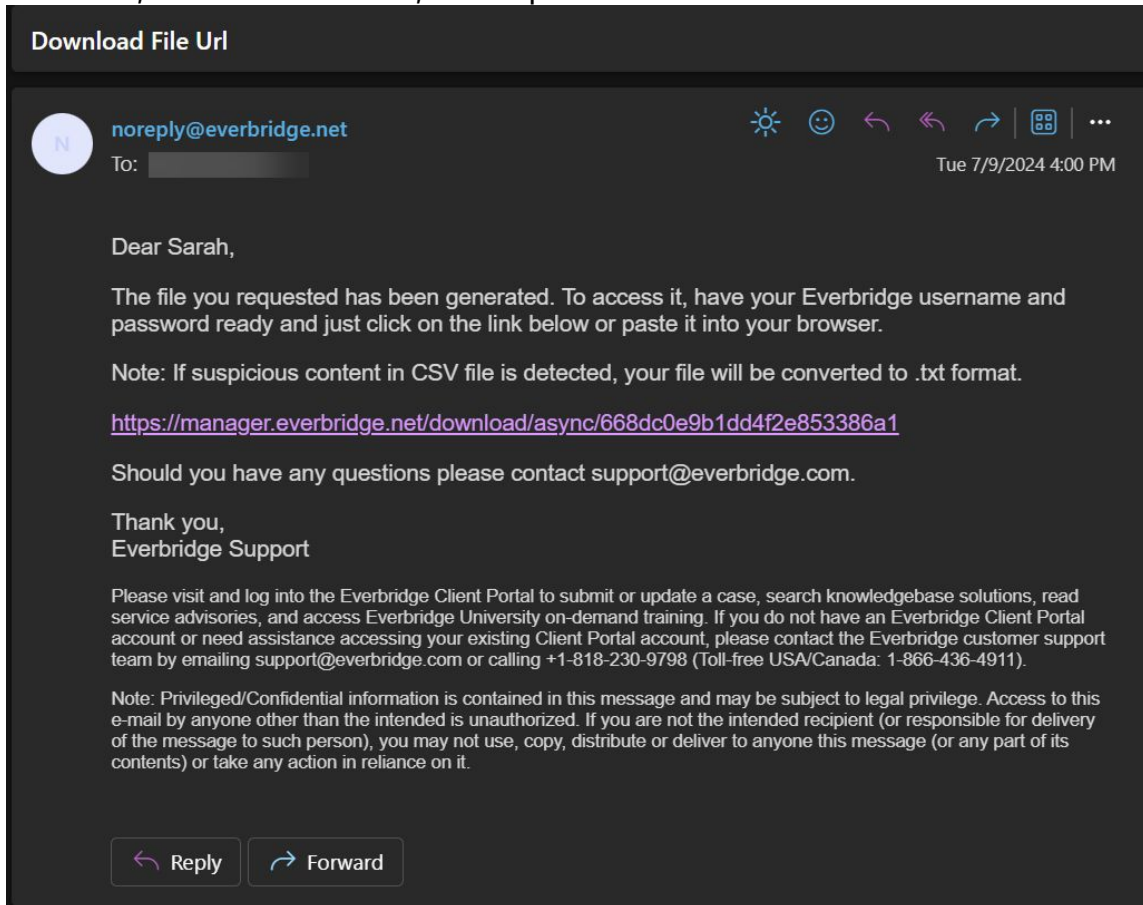 Download File Url
N
noreply@everbridge.net
To:
Tue 7/9/2024 4:00 PM
Dear Sarah,
The file you requested has been generated. To access it, have your Everbridge username and
password ready and just click on the link below or paste it into your browser.
Note: If suspicious content in CSV file is detected, your file will be converted to .txt format.
https://manager.everbridge.net/download/async/668dc0e9b1dd4f2e853386a1
Should you have any questions please contact support@everbridge.com.
Thank you,
Everbridge Support
Please visit and log into the Everbridge Client Portal to submit or update a case, search knowledgebase solutions, read
service advisories, and access Everbridge University on-demand training. If you do not have an Everbridge Client Portal
account or need assistance accessing your existing Client Portal account, please contact the Everbridge customer support
team by emailing support@everbridge.com or calling +1-818-230-9798 (Toll-free USA/Canada: 1-866-436-4911).
Note: Privileged/Confidential information is contained in this message and may be subject to legal privilege. Access to this
e-mail by anyone other than the intended is unauthorized. If you are not the intended recipient (or responsible for delivery
of the message to such person), you may not use, copy, distribute or deliver to anyone this message (or any part of its
contents) or take any action in reliance on it.
Reply
Forward